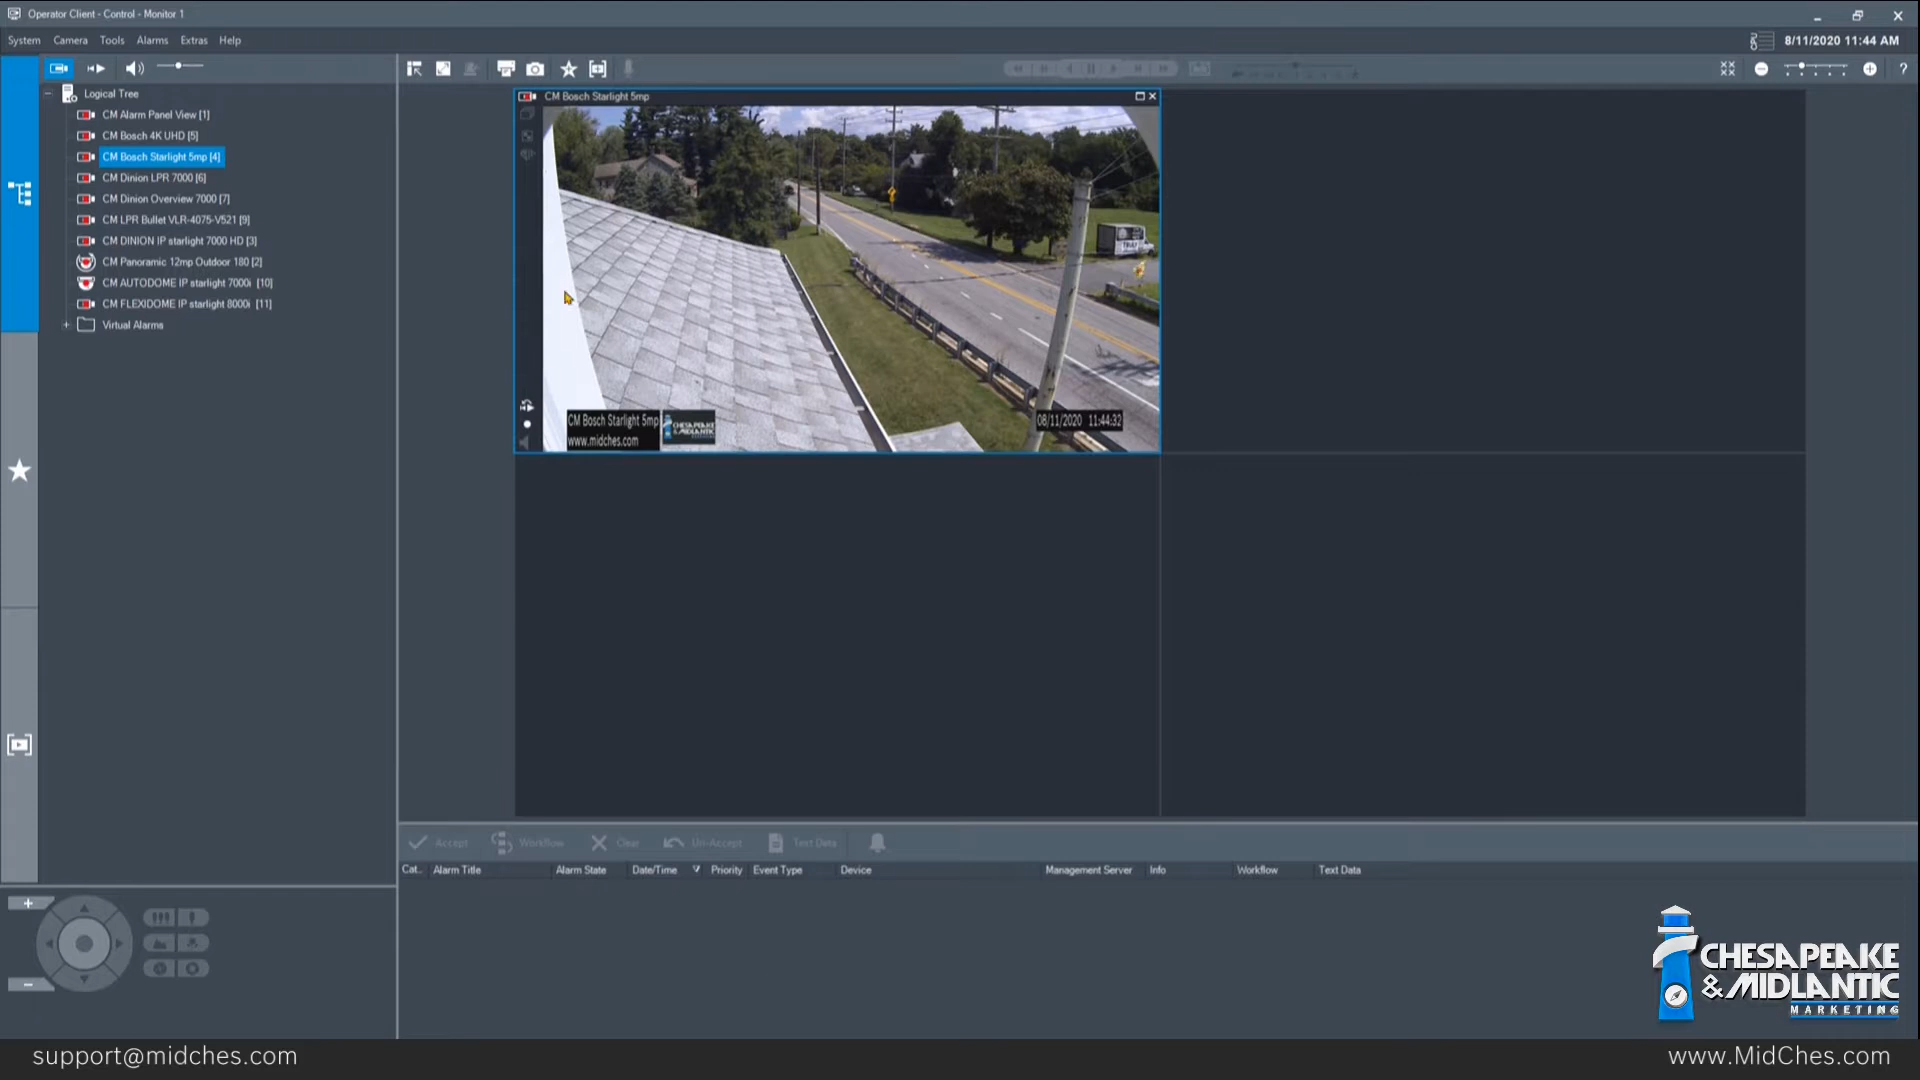 Operator Client - Control - Monitor 1
System Camera Tools Alarms Extras Help
8/11/2020 11:44 AM
?
Logical Tree
CM Alarm Panel View [1]
CM Bosch 4K UHD [5]
CM Bosch Starlight 5mp [4]
CM Dinion LPR 7000 [6]
CM Dinion Overview 7000 [7]
CM LPR Bullet VLR-4075-V521 [9]
CM DINION IP starlight 7000 HD [3]
CM Panoramic 12mp Outdoor 180 [2]
CM AUTODOME IP starlight 7000i [10]
CM FLEXIDOME IP starlight 8000i [11]
Virtual Alarms
CM Bosch Starlight 5mp
CM Bosch Starlight 5mp
www.midches.com
CHESAPEAKE
& MIDLANTIC
08/11/2020 11:44:32
Accept Workflow Clear Un-Accept Text Data
Cat.. Alarm Title Alarm State Date/Time Priority Event Type Device Management Server Info Workflow Text Data
CHESAPEAKE
& MIDLANTIC
MARKETING
support@midches.com
www.MidChes.com